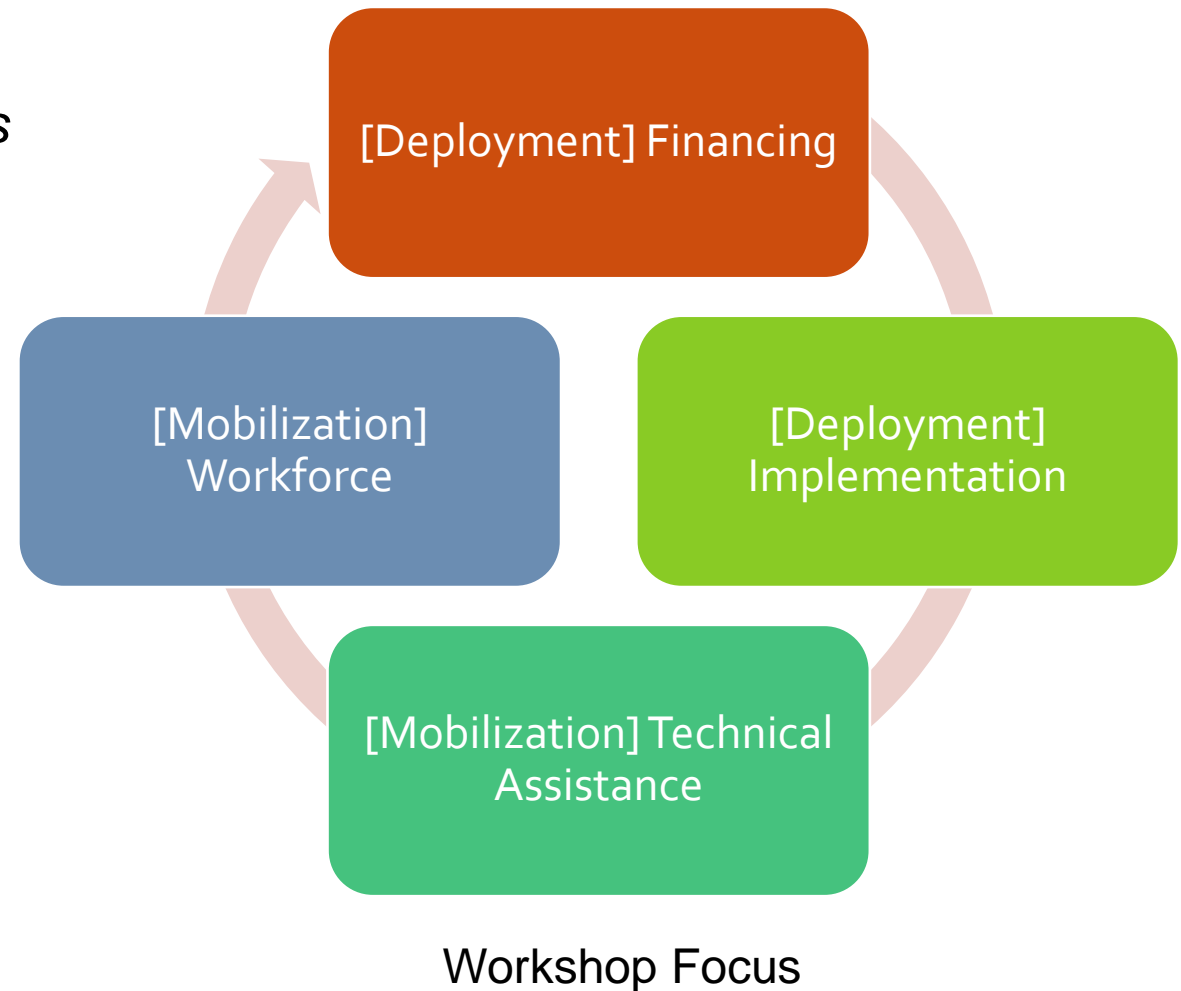 s
[Deployment] Financing
[Mobilization]
Workforce
[Deployment]
Implementation
[Mobilization] Technical
Assistance
Workshop Focus